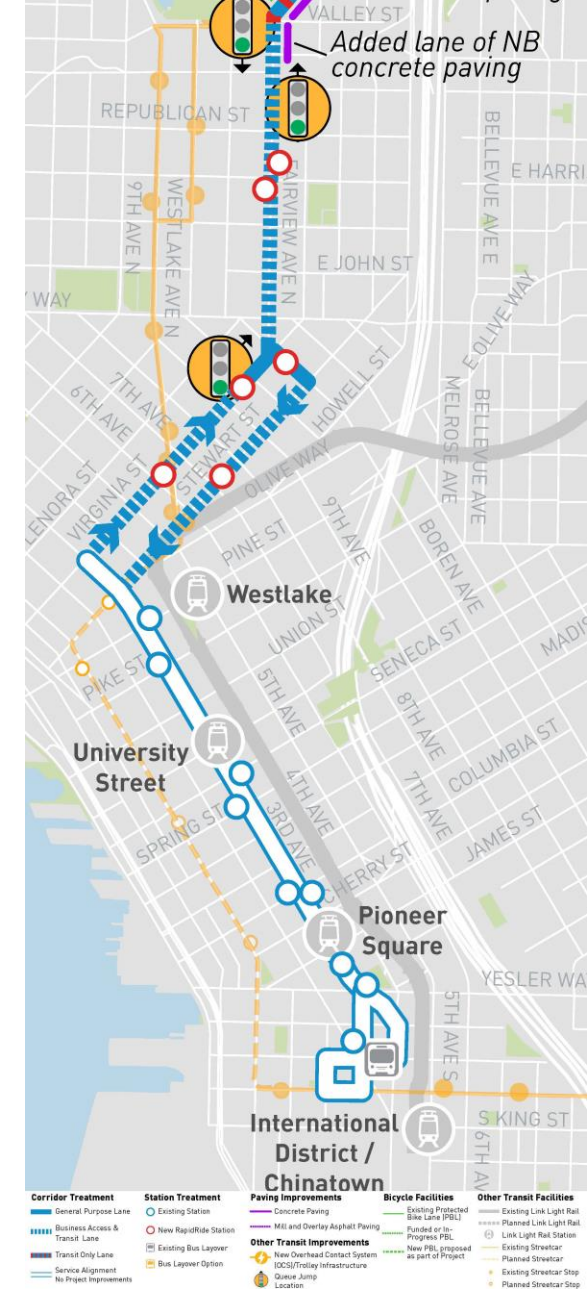 VALLEY ST
Added lane of NB
concrete paving
REPUBLICAN ST
BELLEVUE AVE E
E HARRI
9TH AVE N
WESTLAKE AVE N
FAIRVIEW AVE N
E JOHN ST
WAY
E OLIVE WAY
7TH AVE
6TH AVE
HOWELL ST
STEWART ST
MELROSE AVE
BELLEVUE AVE
OLIVE WAY
VIRGINIA ST
LENORA ST
9TH AVE
PINE ST
BOREN AVE
Westlake
UNION ST
SENECA ST
MADIS
PIKE ST
5TH AVE
8TH AVE
University
Street
COLUMBIA ST
4TH AVE
7TH AVE
3RD AVE
JAMES ST
SPRING ST
CHERRY ST
Pioneer
Square
YESLER WA
5TH AVE S
International
District /
Chinatown
S KING ST
6TH AV
Corridor Treatment
General Purpose Lane
Business Access &
Transit Lane
Transit Only Lane
Service Alignment
No Project Improvements
Station Treatment
Existing Station
New RapidRide Station
Existing Bus Layover
Bus Layover Option
Paving Improvements
Concrete Paving
Mill and Overlay Asphalt Paving
Other Transit Improvements
New Overhead Contact System
(OCS)/Trolley Infrastructure
Queue Jump
Location
Bicycle Facilities
Existing Protected
Bike Lane (PBL)
Funded or In-
Progress PBL
New PBL proposed
as part of Project
Other Transit Facilities
Existing Link Light Rail
Planned Link Light Rail
Link Light Rail Station
Existing Streetcar
Planned Streetcar
Existing Streetcar Stop
Planned Streetcar Stop